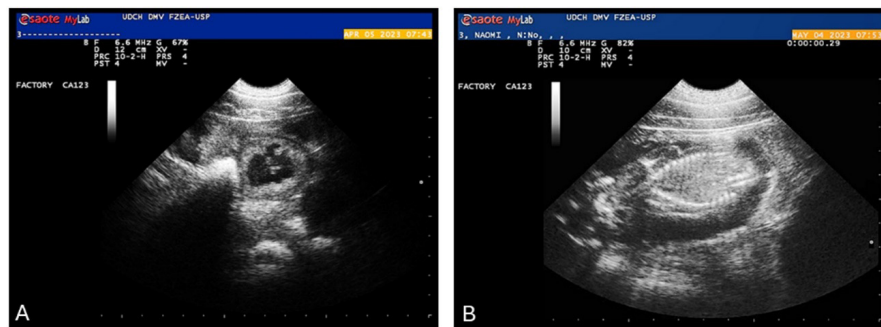 esaote MyLab
UDCH DMV FZEA-USP
3--------------------
APR 05 2023 07:43
B F 6.6 MHz G 67%
D 12 cm XV -
PRC 10-2-H PRS 4
PST 4 MV -
FACTORY CA123
A
esaote MyLab
UDCH DMV FZEA-USP
3, NAOMI , N:No, , ,
MAY 04 2023 07:53
0:00:00.29
B F 6.6 MHz G 82%
D 10 cm XV -
PRC 10-2-H PRS 4
PST 4 MV -
FACTORY CA123
B